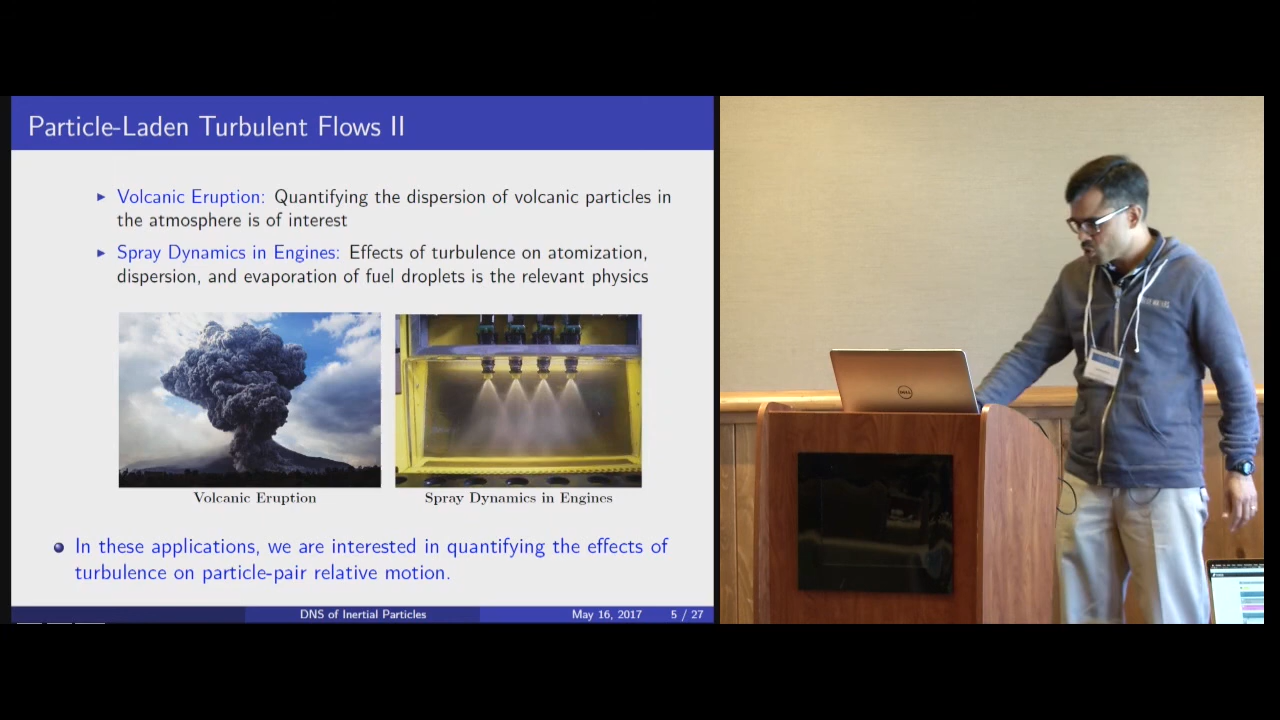 Particle-Laden Turbulent Flows II
Volcanic Eruption: Quantifying the dispersion of volcanic particles in
the atmosphere is of interest
Spray Dynamics in Engines: Effects of turbulence on atomization,
dispersion, and evaporation of fuel droplets is the relevant physics
Volcanic Eruption
Spray Dynamics in Engines
In these applications, we are interested in quantifying the effects of
turbulence on particle-pair relative motion.
DNS of Inertial Particles
May 16, 2017
5 / 27
DELL